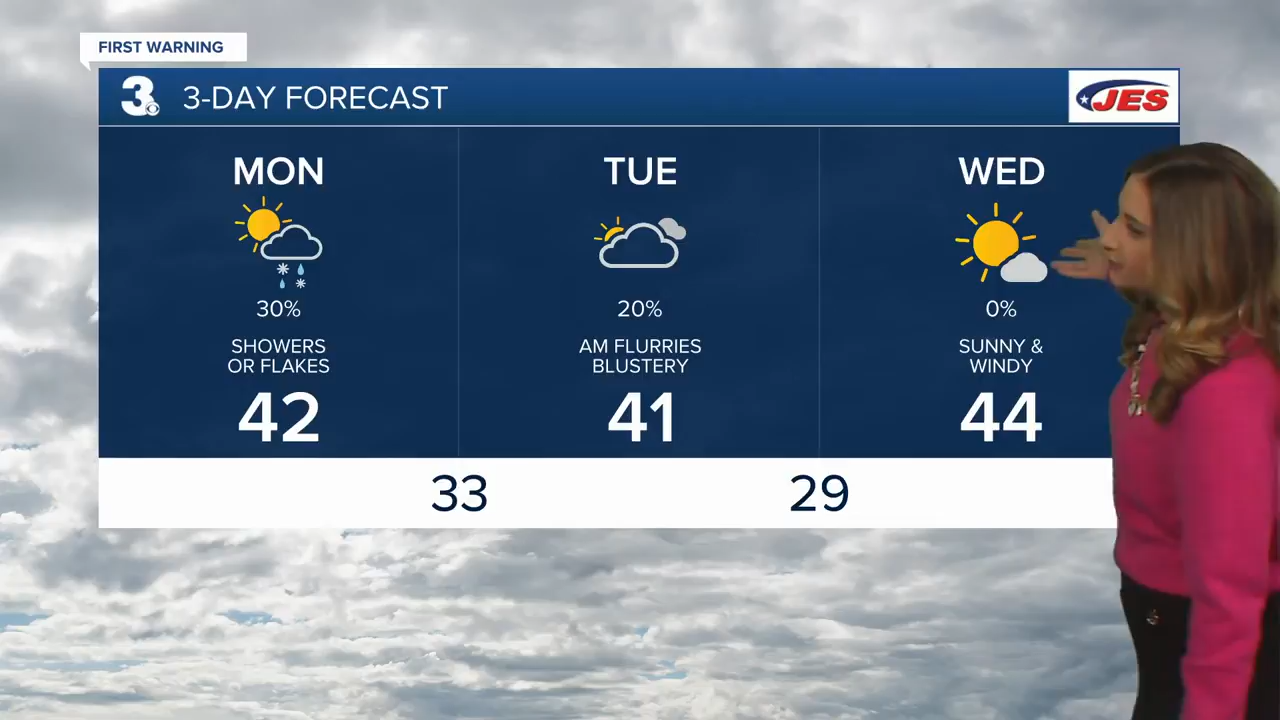 FIRST WARNING
3
3-DAY FORECAST
JES
MON
TUE
WED
30%
20%
0%
SHOWERS
OR FLAKES
AM FLURRIES
BLUSTERY
SUNNY &
WINDY
42
41
44
33
29